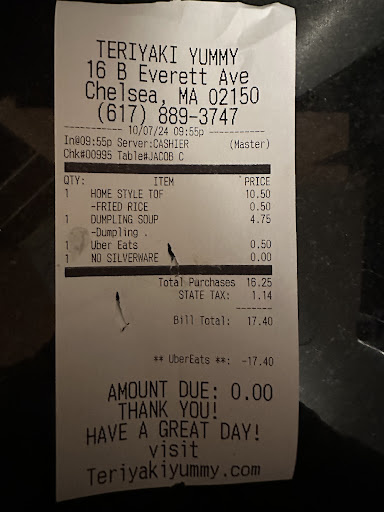 TERIYAKI YUMMY
16 B Everett Ave
Chelsea, MA 02150
(617) 889-3747
10/07/24 09:55p
In@09:55p Server:CASHIER (Master)
Chk#00995 Table#JACOB C
QTY: ITEM PRICE
1 HOME STYLE TOF 10.50
-FRIED RICE 0.50
1 DUMPLING SOUP 4.75
-Dumpling .
1 Uber Eats 0.50
1 NO SILVERWARE 0.00
Total Purchases 16.25
STATE TAX: 1.14
Bill Total: 17.40
** UberEats **: -17.40
AMOUNT DUE: 0.00
THANK YOU!
HAVE A GREAT DAY!
visit
Teriyakiyummy.com